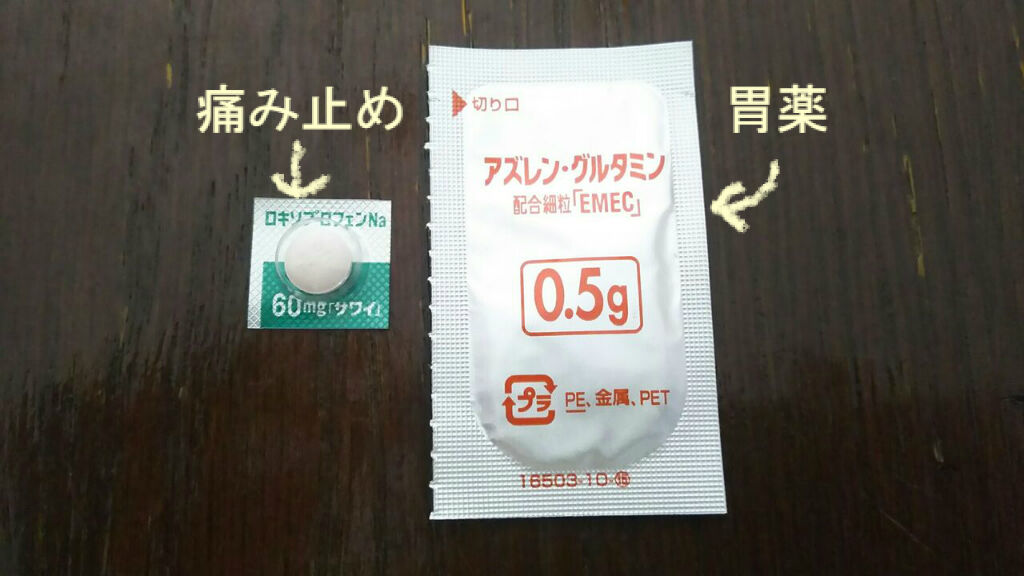 痛み止め
ロキソプロフェンNa
60mg「サワイ」
切り口
アズレン・グルタミン
配合細粒「EMEC」
0.5g
プラ
PE、金属、PET
16503-10-⑯
胃薬